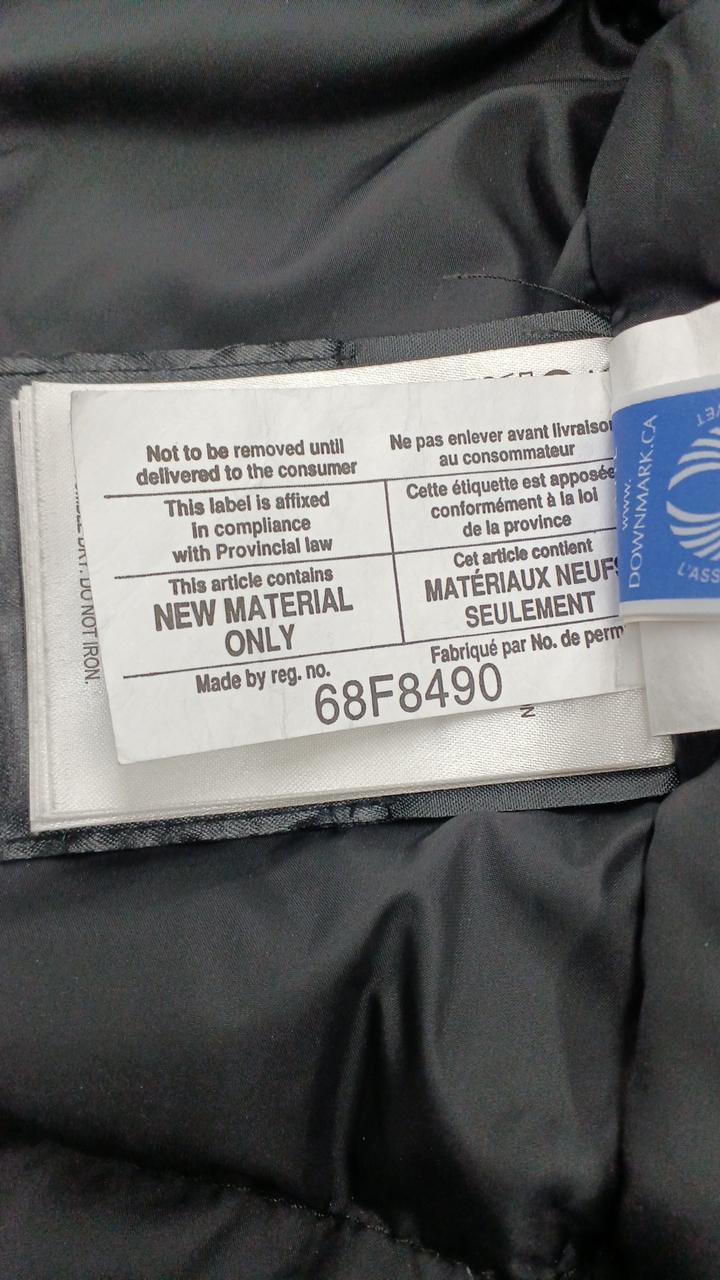 Not to be removed until
delivered to the consumer
Ne pas enlever avant livraison
au consommateur
This label is affixed
in compliance
with Provincial law
Cette étiquette est apposée
conformément à la loi
de la province
This article contains
NEW MATERIAL
ONLY
Cet article contient
MATÉRIAUX NEUFS
SEULEMENT
Made by reg. no.
Fabriqué par No. de perm
68F8490
DO NOT IRON.
www.
DOWNMARK.CA
L'ASS